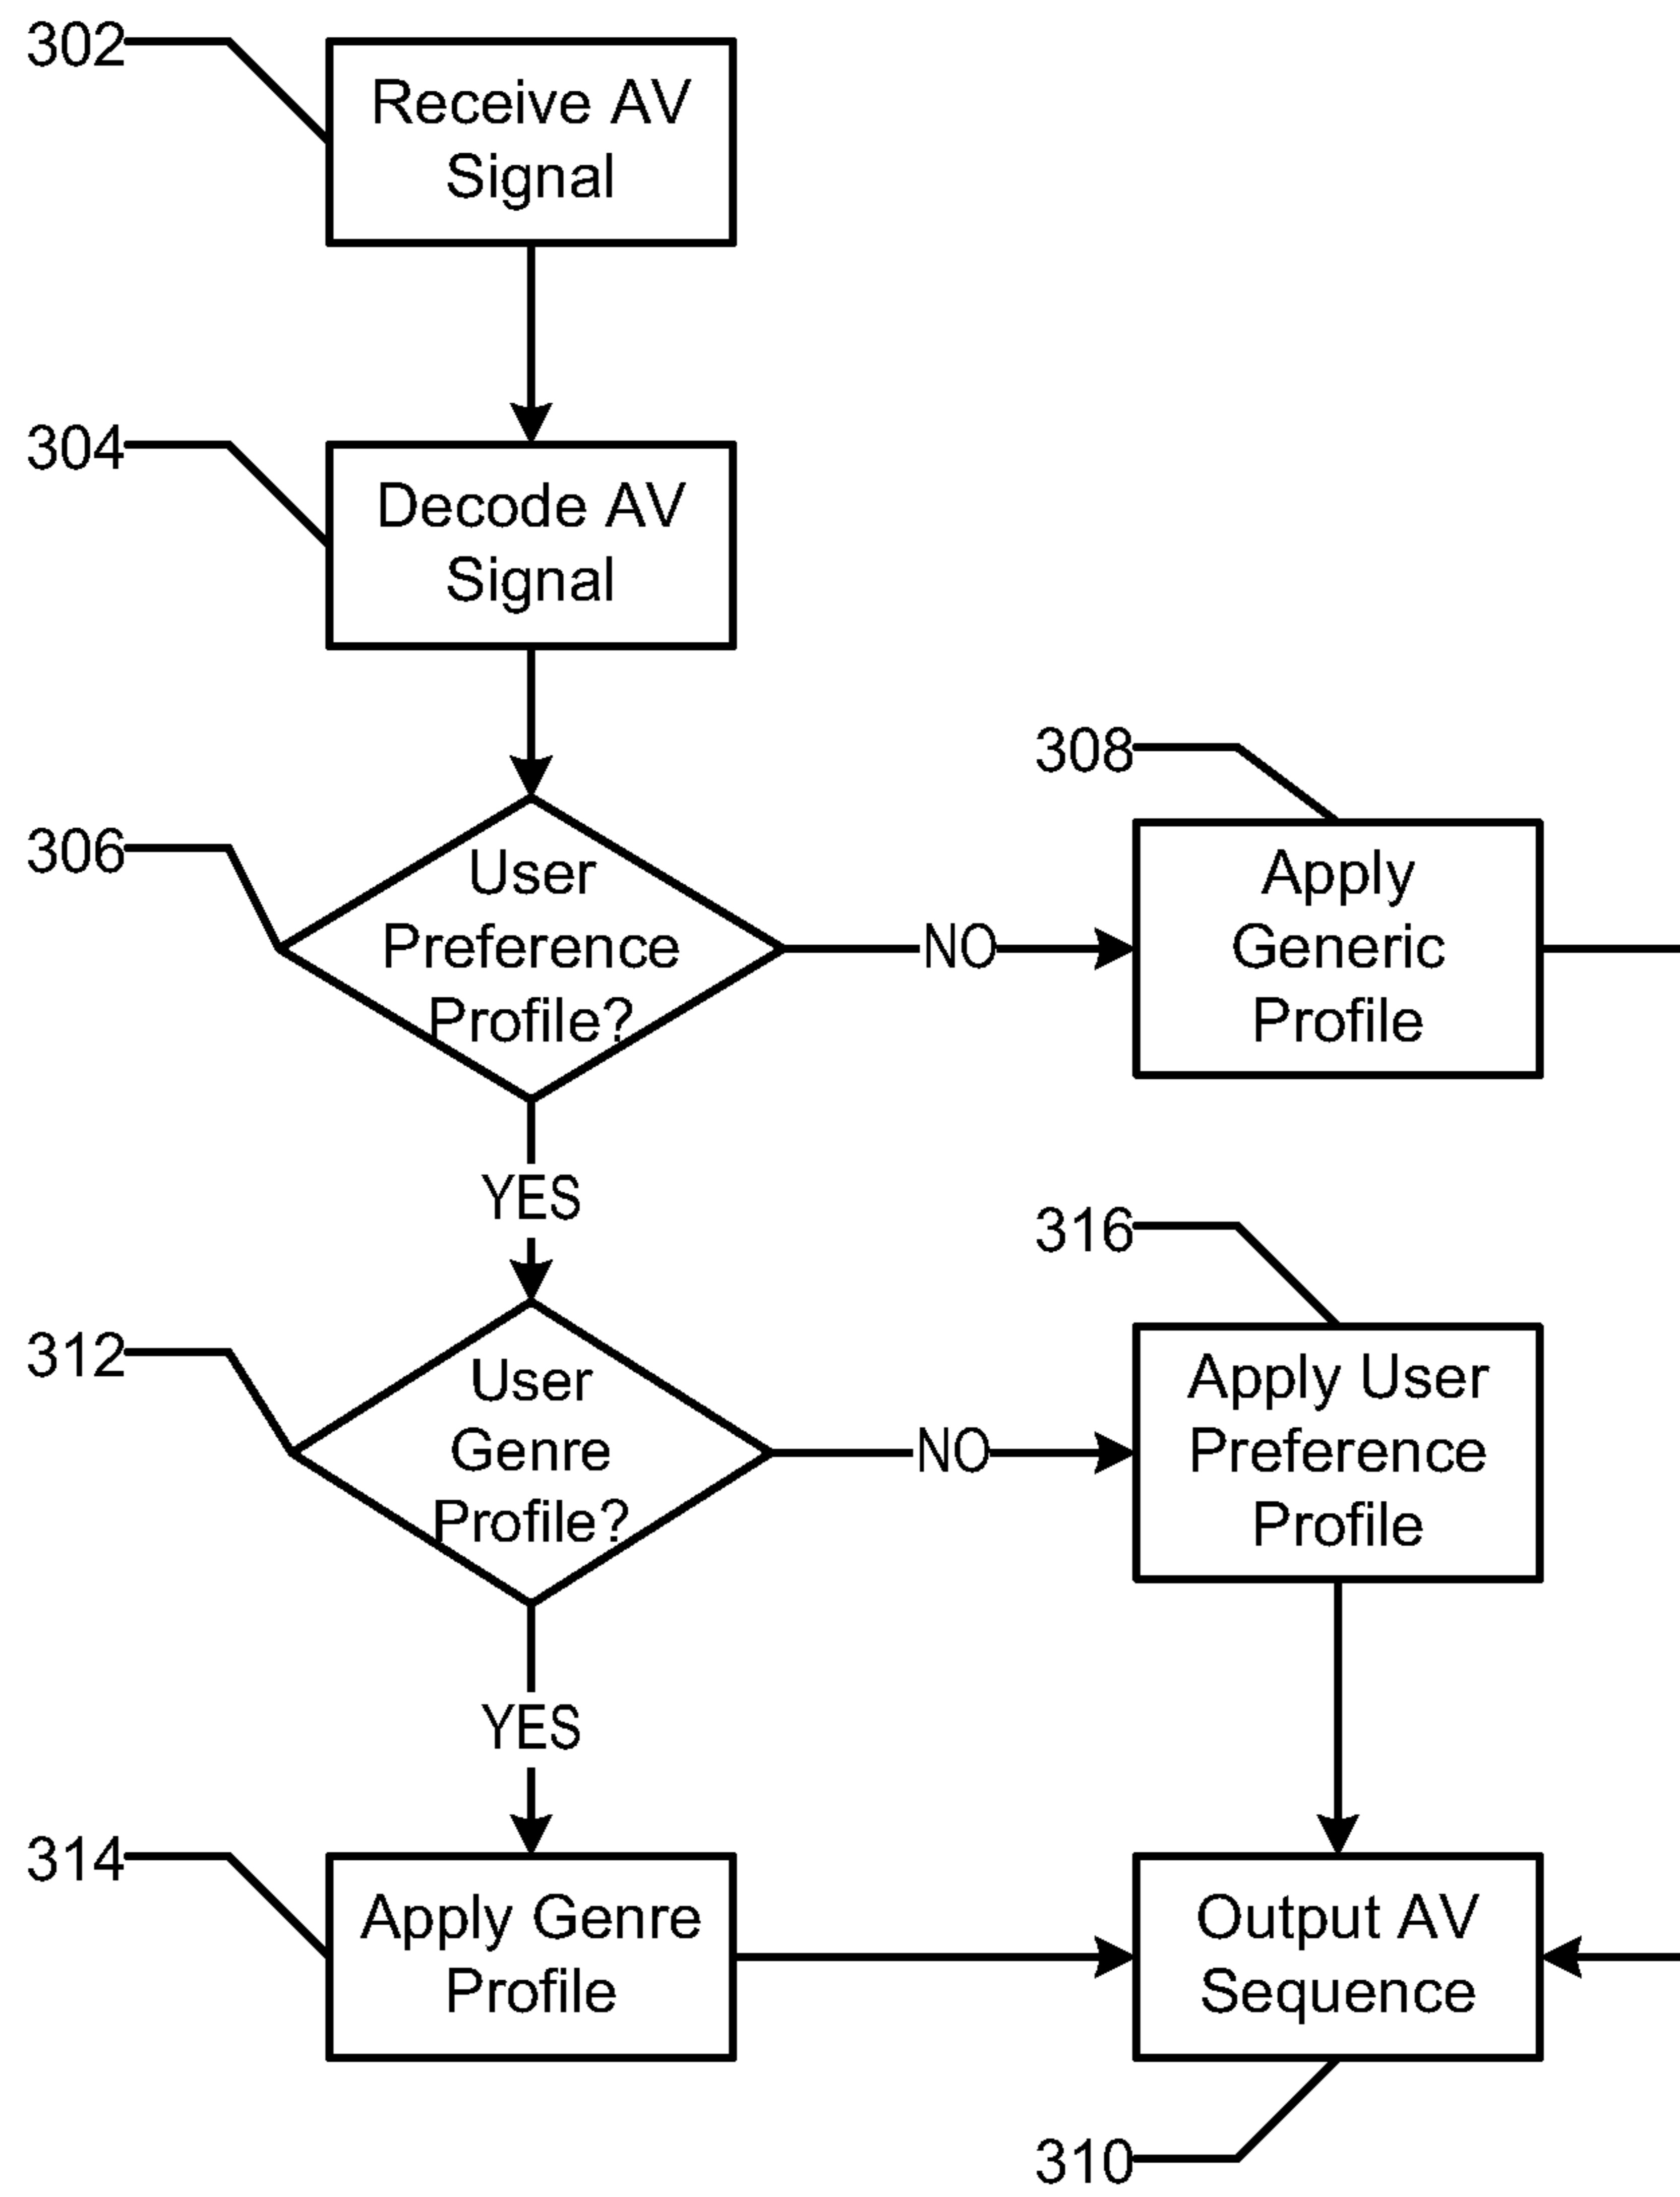 302
Receive AV
Signal
304
Decode AV
Signal
306
User
Preference
Profile?
NO
308
Apply
Generic
Profile
YES
312
User
Genre
Profile?
NO
316
Apply User
Preference
Profile
YES
314
Apply Genre
Profile
Output AV
Sequence
310